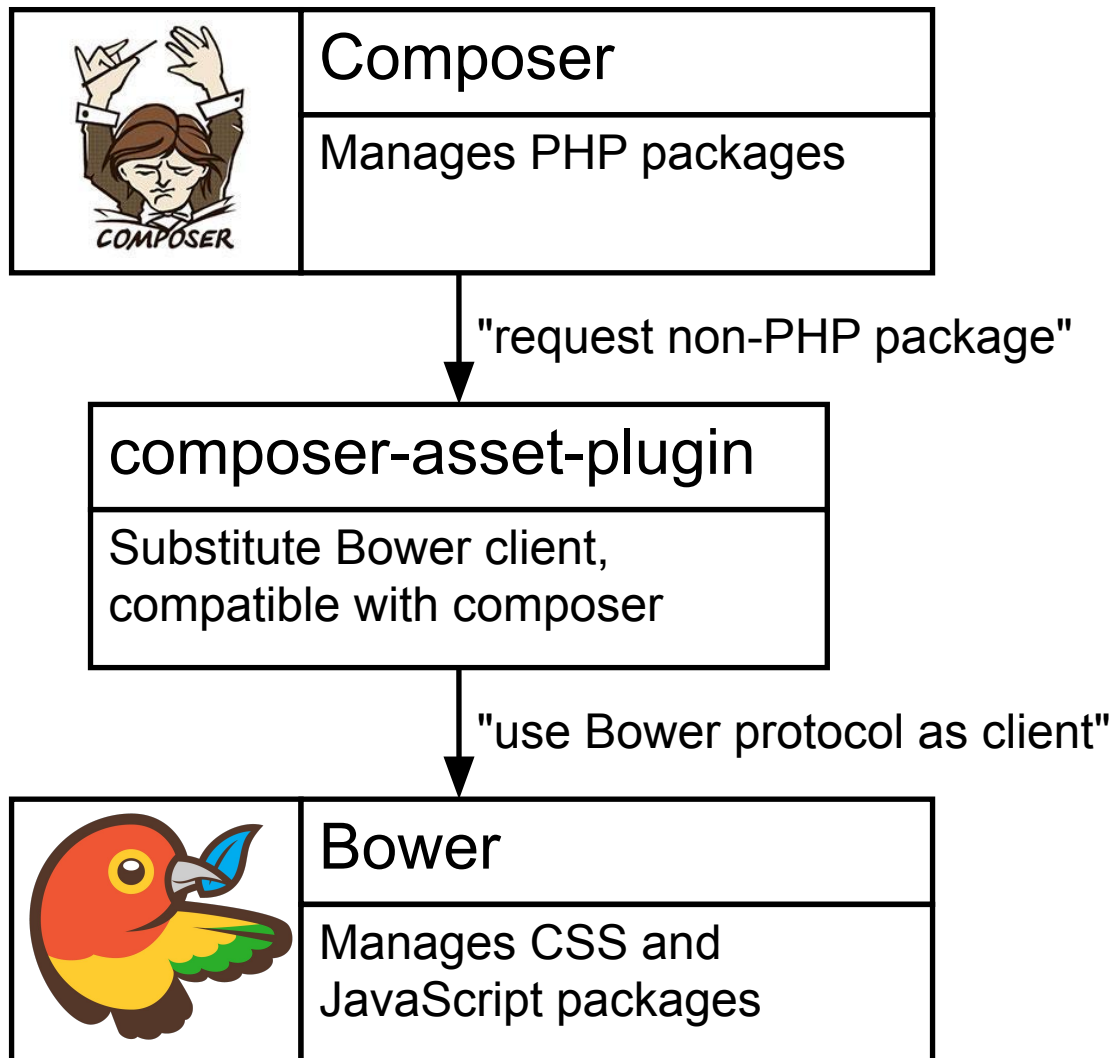 COMPOSER
Composer
Manages PHP packages
"request non-PHP package"
composer-asset-plugin
Substitute Bower client,
compatible with composer
"use Bower protocol as client"
Bower
Manages CSS and
JavaScript packages